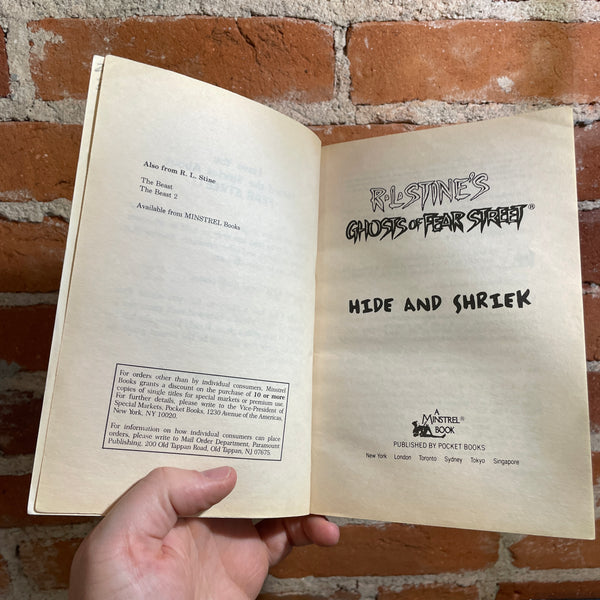 Also from R. L. Stine
The Beast
The Beast 2
Available from MINSTREL Books
For orders other than by individual consumers, Minstrel
Books grants a discount on the purchase of 10 or more
copies of single titles for special markets or premium use.
For further details, please write to the Vice-President of
Special Markets, Pocket Books, 1230 Avenue of the Americas,
New York, NY 10020.
For information on how individual consumers can place
orders, please write to Mail Order Department, Paramount
Publishing, 200 Old Tappan Road, Old Tappan, NJ 07675
R•L•STINE'S
GHOSTS OF FEAR STREET®
HIDE AND SHRIEK
A
MINSTREL
BOOK
PUBLISHED BY POCKET BOOKS
New York London Toronto Sydney Tokyo Singapore